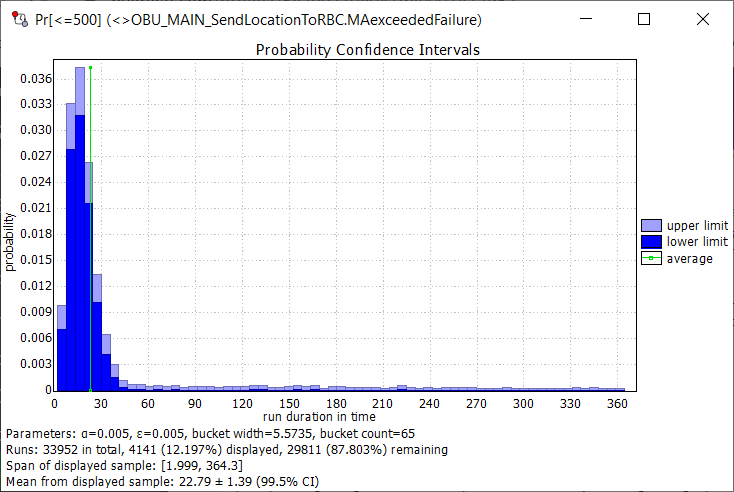 Pr[<=500] (<>OBU_MAIN_SendLocationToRBC.MAexceededFailure)
Probability Confidence Intervals
probability
0.036
0.033
0.030
0.027
0.024
0.021
0.018
0.015
0.012
0.009
0.006
0.003
0
0 30 60 90 120 150 180 210 240 270 300 330 360
run duration in time
upper limit
lower limit
average
Parameters: α=0.005, ε=0.005, bucket width=5.5735, bucket count=65
Runs: 33952 in total, 4141 (12.197%) displayed, 29811 (87.803%) remaining
Span of displayed sample: [1.999, 364.3]
Mean from displayed sample: 22.79 ± 1.39 (99.5% CI)